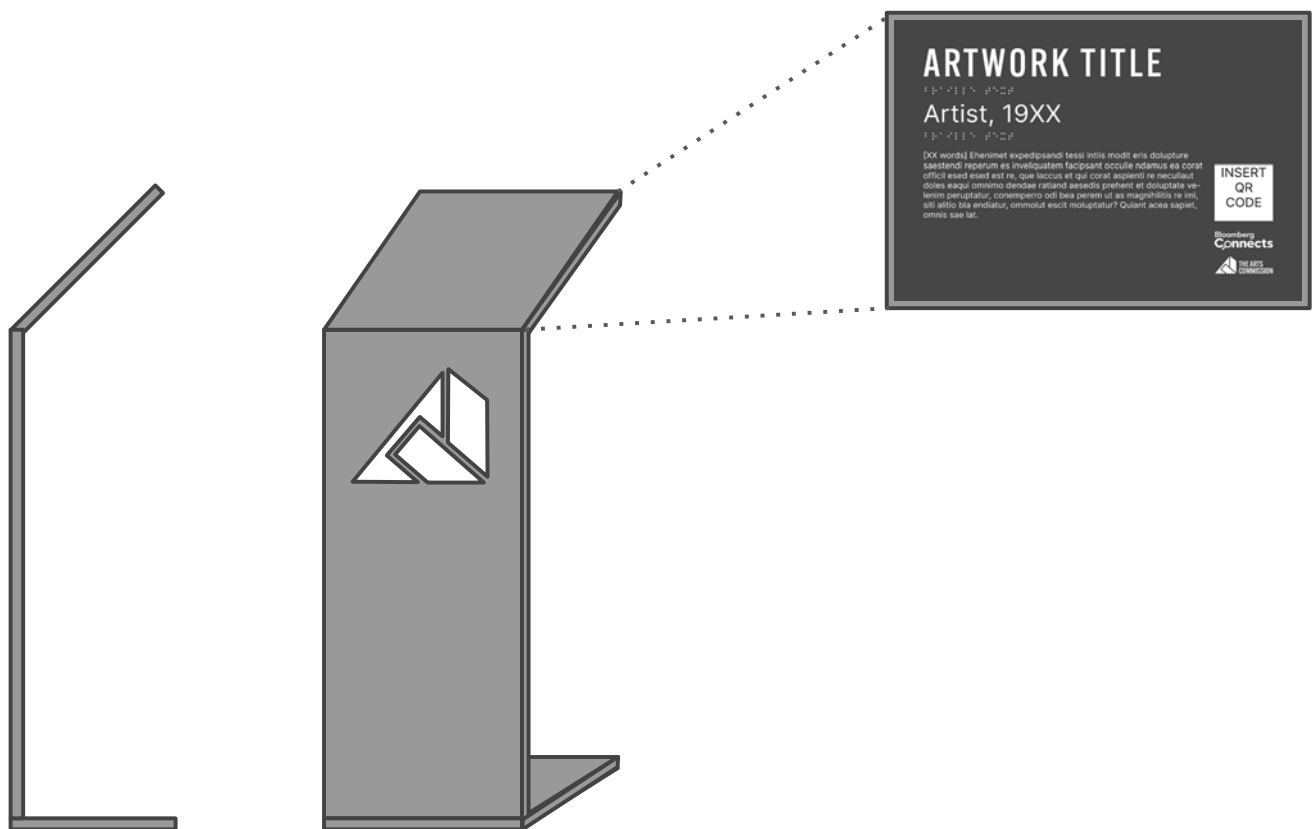 ARTWORK TITLE
⠃⠗⠁⠊⠇⠇⠑ ⠞⠑⠭⠞
Artist, 19XX
⠃⠗⠁⠊⠇⠇⠑ ⠞⠑⠭⠞
[XX words] Ehenimet expedipsandi tessi intiis modit eris dolupture
saestendi reperum es inveliquatem facipsant occulle ndamus ea corat
officil esed esed est re, que laccus et qui corat aspienti re necullaut
doles eaqui omnimo dendae ratiand aesedis prehent et doluptate ve-
lenim peruptatur, conemperro odi bea perem ut as magnihilitis re imi,
siti alitio bla endiatur, ommolut escit moluptatur? Quiant acea sapiet,
omnis sae lat.
INSERT
QR
CODE
Bloomberg
Connects
THE ARTS
COMMISSION